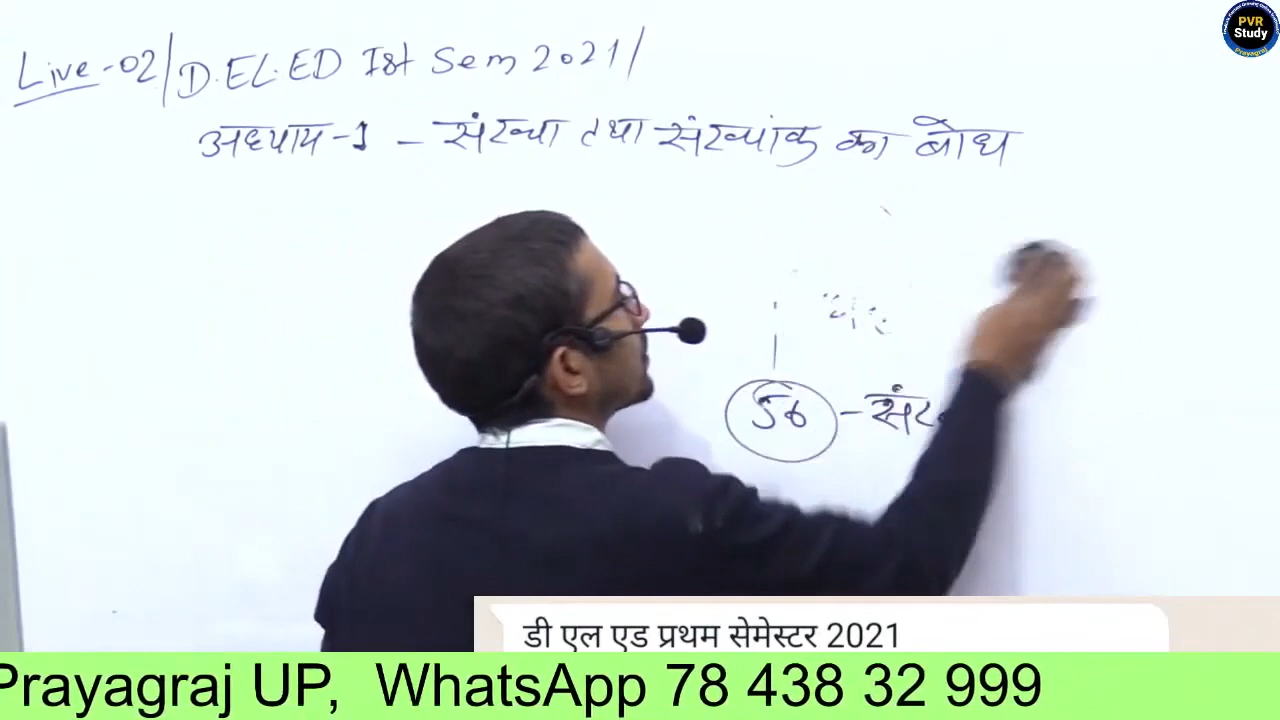 Live-02/D.EL.ED Ist Sem 2021/
अध्याय-1 - संख्या तथा संख्यांक का बोध
56 -
डी एल एड प्रथम सेमेस्टर 2021
Prayagraj UP, WhatsApp 78 438 32 999
PVR
Study
Prayagraj